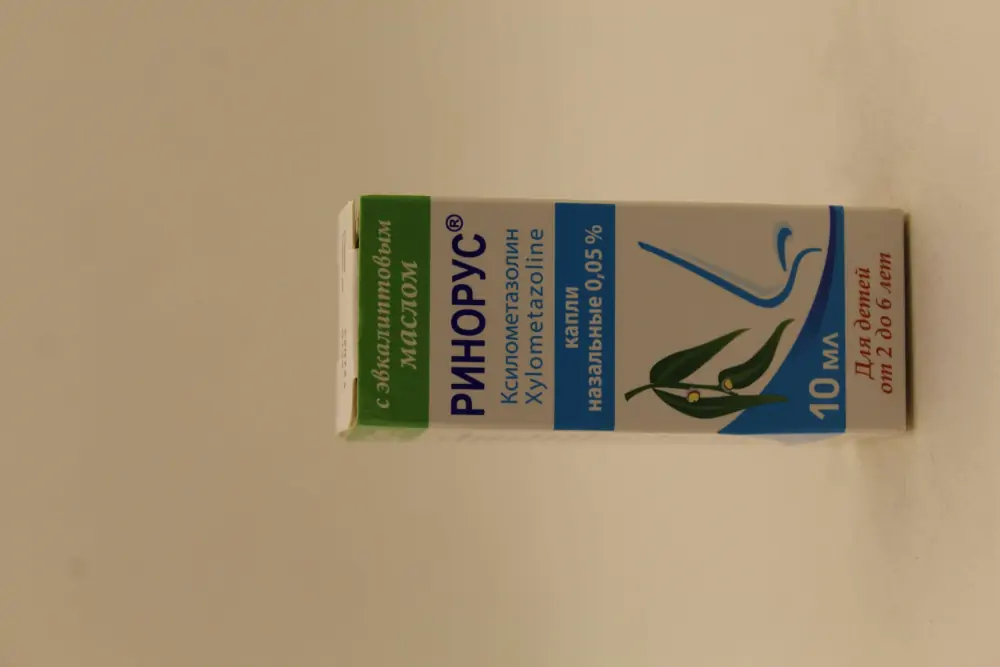 с эвкалиптовым
маслом
РИНОРУС®
Ксилометазолин
Xylometazoline
капли
назальные 0,05 %
10 мл
Для детей
от 2 до 6 лет